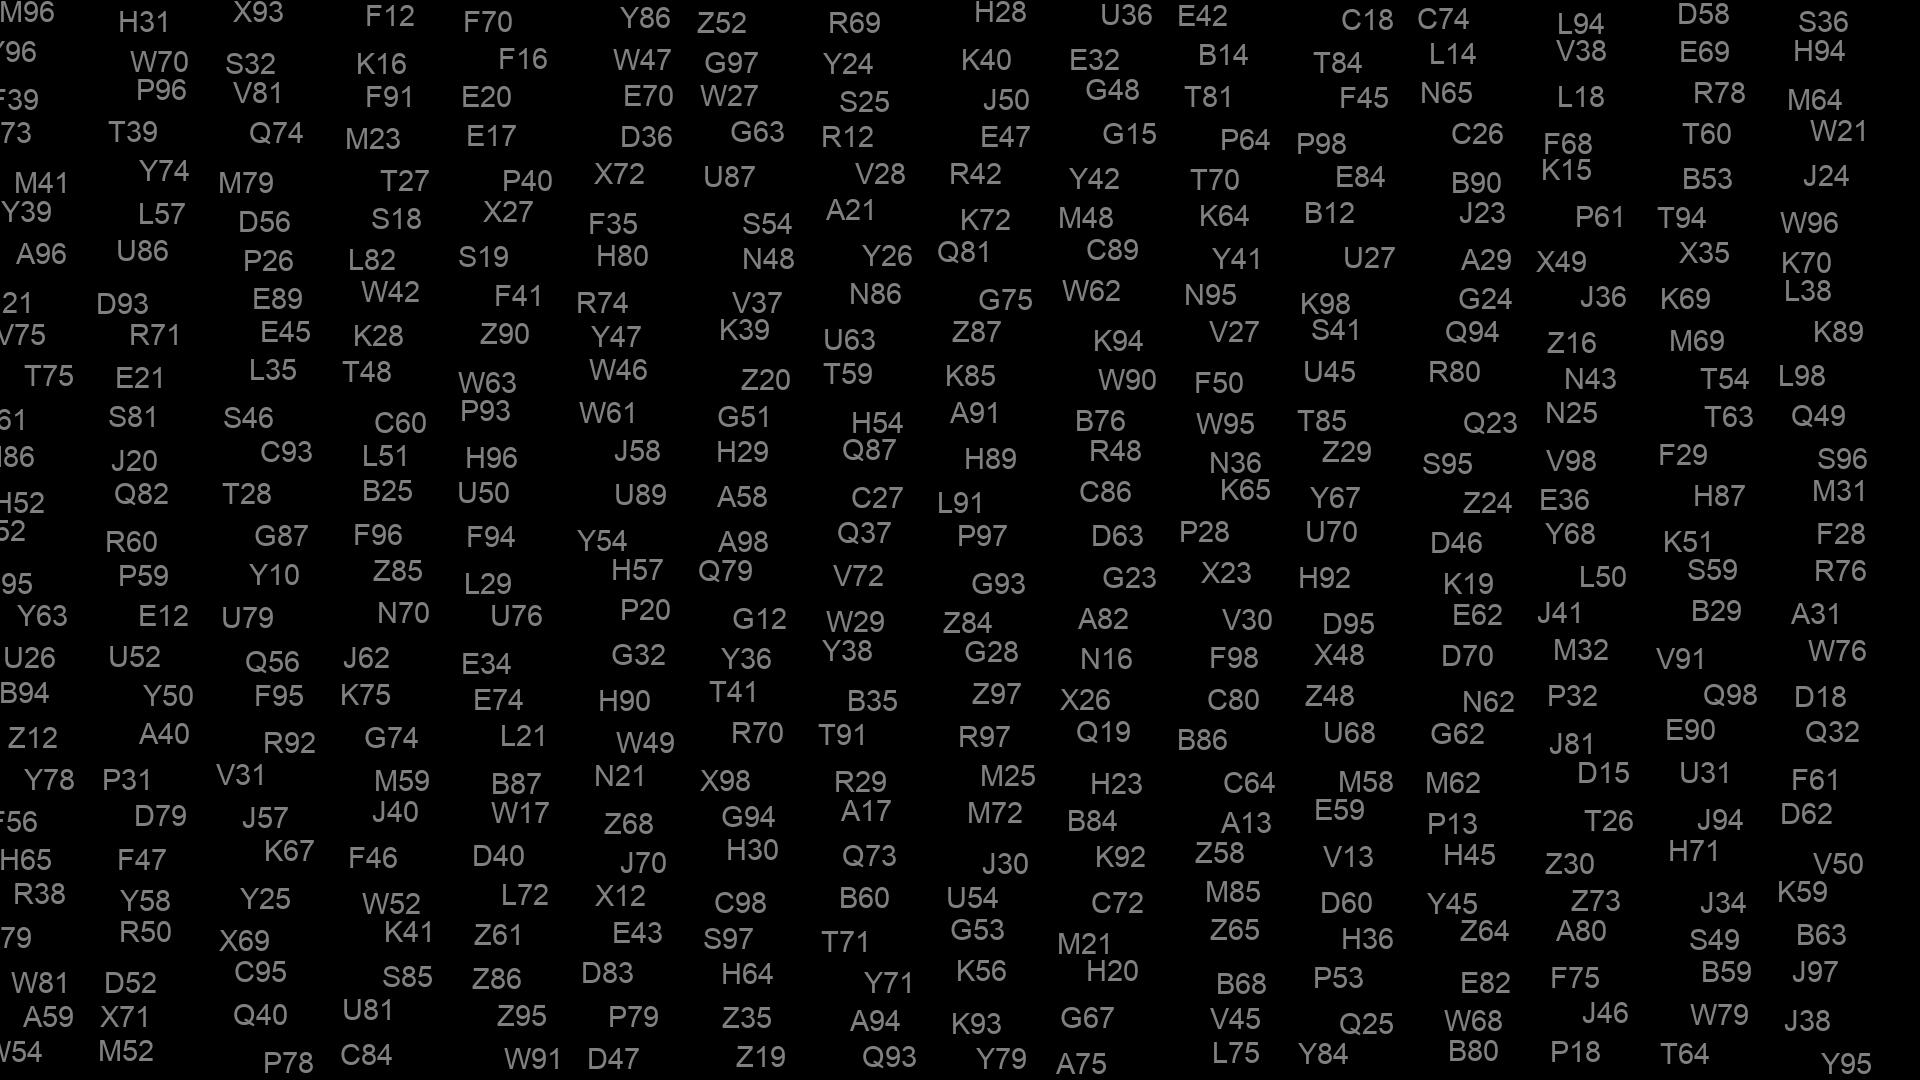 M96 H31 X93 F12 F70 Y86 Z52 R69 H28 U36 E42 C18 C74 L94 D58 S36
W70 S32 K16 F16 W47 G97 Y24 K40 E32 B14 T84 L14 V38 E69 H94
P96 V81 F91 E20 E70 W27 S25 J50 G48 T81 F45 N65 L18 R78 M64
T39 Q74 M23 E17 D36 G63 R12 E47 G15 P64 P98 C26 F68 T60 W21
M41 Y74 M79 T27 P40 X72 U87 V28 R42 Y42 T70 E84 B90 K15 B53 J24
Y39 L57 D56 S18 X27 F35 S54 A21 K72 M48 K64 B12 J23 P61 T94 W96
A96 U86 P26 L82 S19 H80 N48 Y26 Q81 C89 Y41 U27 A29 X49 X35 K70
D93 E89 W42 F41 R74 V37 N86 G75 W62 N95 K98 G24 J36 K69 L38
V75 R71 E45 K28 Z90 Y47 K39 U63 Z87 K94 V27 S41 Q94 Z16 M69 K89
T75 E21 L35 T48 W63 W46 Z20 T59 K85 W90 F50 U45 R80 N43 T54 L98
S81 S46 C60 P93 W61 G51 H54 A91 B76 W95 T85 Q23 N25 T63 Q49
J20 C93 L51 H96 J58 H29 Q87 H89 R48 N36 Z29 S95 V98 F29 S96
H52 Q82 T28 B25 U50 U89 A58 C27 L91 C86 K65 Y67 Z24 E36 H87 M31
R60 G87 F96 F94 Y54 A98 Q37 P97 D63 P28 U70 D46 Y68 K51 F28
P59 Y10 Z85 L29 H57 Q79 V72 G93 G23 X23 H92 K19 L50 S59 R76
Y63 E12 U79 N70 U76 P20 G12 W29 Z84 A82 V30 D95 E62 J41 B29 A31
U26 U52 Q56 J62 E34 G32 Y36 Y38 G28 N16 F98 X48 D70 M32 V91 W76
B94 Y50 F95 K75 E74 H90 T41 B35 Z97 X26 C80 Z48 N62 P32 Q98 D18
Z12 A40 R92 G74 L21 W49 R70 T91 R97 Q19 B86 U68 G62 J81 E90 Q32
Y78 P31 V31 M59 B87 N21 X98 R29 M25 H23 C64 M58 M62 D15 U31 F61
F56 D79 J57 J40 W17 Z68 G94 A17 M72 B84 A13 E59 P13 T26 J94 D62
H65 F47 K67 F46 D40 J70 H30 Q73 J30 K92 Z58 V13 H45 Z30 H71 V50
R38 Y58 Y25 W52 L72 X12 C98 B60 U54 C72 M85 D60 Y45 Z73 J34 K59
R50 X69 K41 Z61 E43 S97 T71 G53 M21 Z65 H36 Z64 A80 S49 B63
W81 D52 C95 S85 Z86 D83 H64 Y71 K56 H20 B68 P53 E82 F75 B59 J97
A59 X71 Q40 U81 Z95 P79 Z35 A94 K93 G67 V45 Q25 W68 J46 W79 J38
W54 M52 P78 C84 W91 D47 Z19 Q93 Y79 A75 L75 Y84 B80 P18 T64 Y95